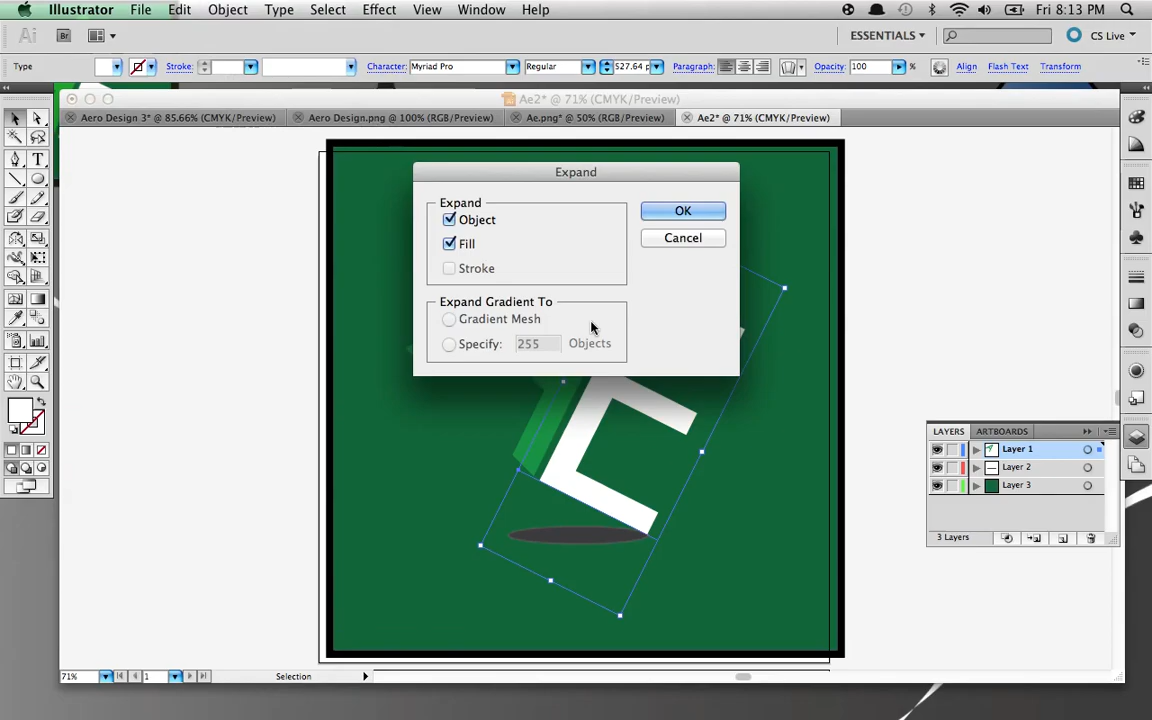 Illustrator File Edit Object Type Select Effect View Window Help Fri 8:13 PM
Ai Br ESSENTIALS CS Live
Type Stroke: Character: Myriad Pro Regular 527.64 p Paragraph: Opacity: 100 Align Flash Text Transform
Ae2* @ 71% (CMYK/Preview)
Aero Design 3* @ 85.66% (CMYK/Preview) Aero Design.png @ 100% (RGB/Preview) Ae.png* @ 50% (RGB/Preview) Ae2* @ 71% (CMYK/Preview)
Expand
Expand
Object
Fill
Stroke
OK
Cancel
Expand Gradient To
Gradient Mesh
Specify: 255 Objects
LAYERS ARTBOARDS
Layer 1
Layer 2
Layer 3
3 Layers
71% 1 Selection